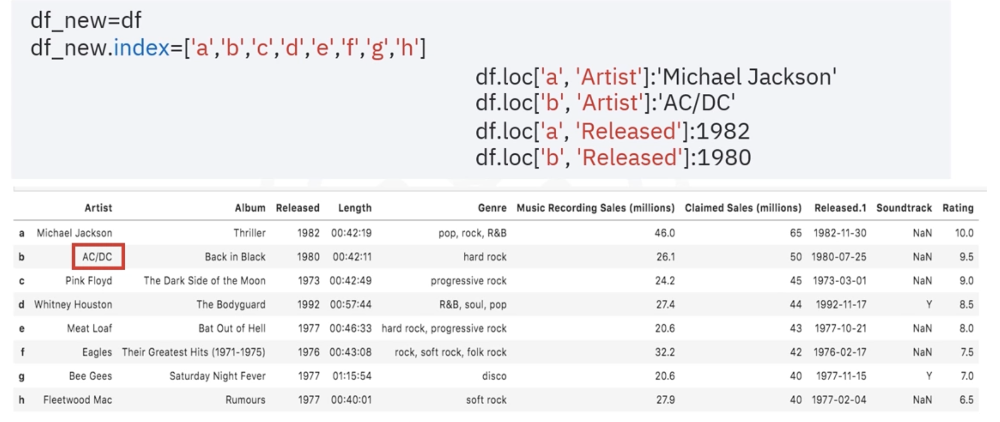 df_new=df
df_new.index=['a','b','c','d','e','f','g','h']
df.loc['a', 'Artist']:'Michael Jackson'
df.loc['b', 'Artist']:'AC/DC'
df.loc['a', 'Released']:1982
df.loc['b', 'Released']:1980
Artist Album Released Length Genre Music Recording Sales (millions) Claimed Sales (millions) Released.1 Soundtrack Rating
a Michael Jackson Thriller 1982 00:42:19 pop, rock, R&B 46.0 65 1982-11-30 NaN 10.0
b AC/DC Back in Black 1980 00:42:11 hard rock 26.1 50 1980-07-25 NaN 9.5
c Pink Floyd The Dark Side of the Moon 1973 00:42:49 progressive rock 24.2 45 1973-03-01 NaN 9.0
d Whitney Houston The Bodyguard 1992 00:57:44 R&B, soul, pop 27.4 44 1992-11-17 Y 8.5
e Meat Loaf Bat Out of Hell 1977 00:46:33 hard rock, progressive rock 20.6 43 1977-10-21 NaN 8.0
f Eagles Their Greatest Hits (1971-1975) 1976 00:43:08 rock, soft rock, folk rock 32.2 42 1976-02-17 NaN 7.5
g Bee Gees Saturday Night Fever 1977 01:15:54 disco 20.6 40 1977-11-15 Y 7.0
h Fleetwood Mac Rumours 1977 00:40:01 soft rock 27.9 40 1977-02-04 NaN 6.5